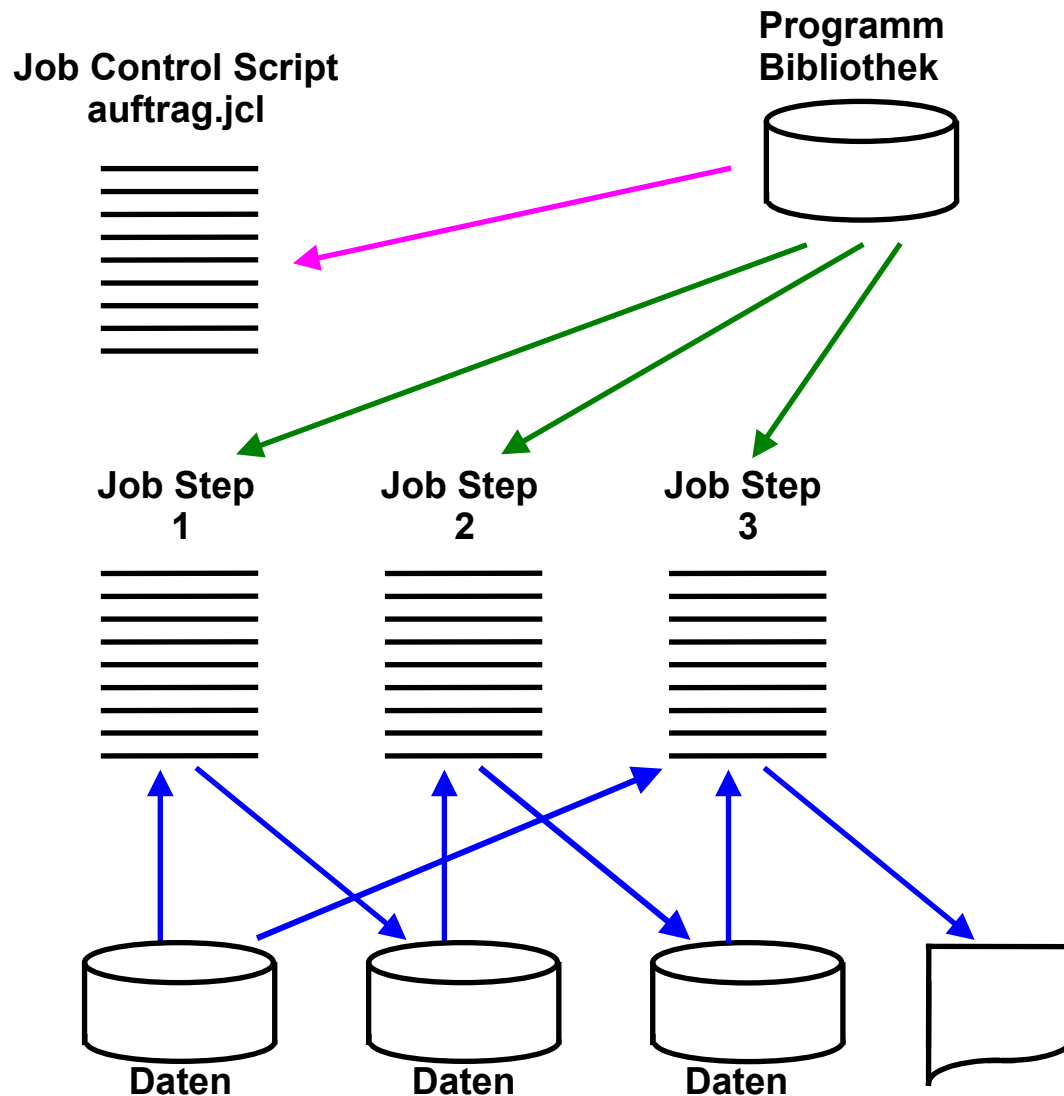 Programm
Bibliothek
Job Control Script
auftrag.jcl
Job Step
1
Job Step
2
Job Step
3
Daten
Daten
Daten